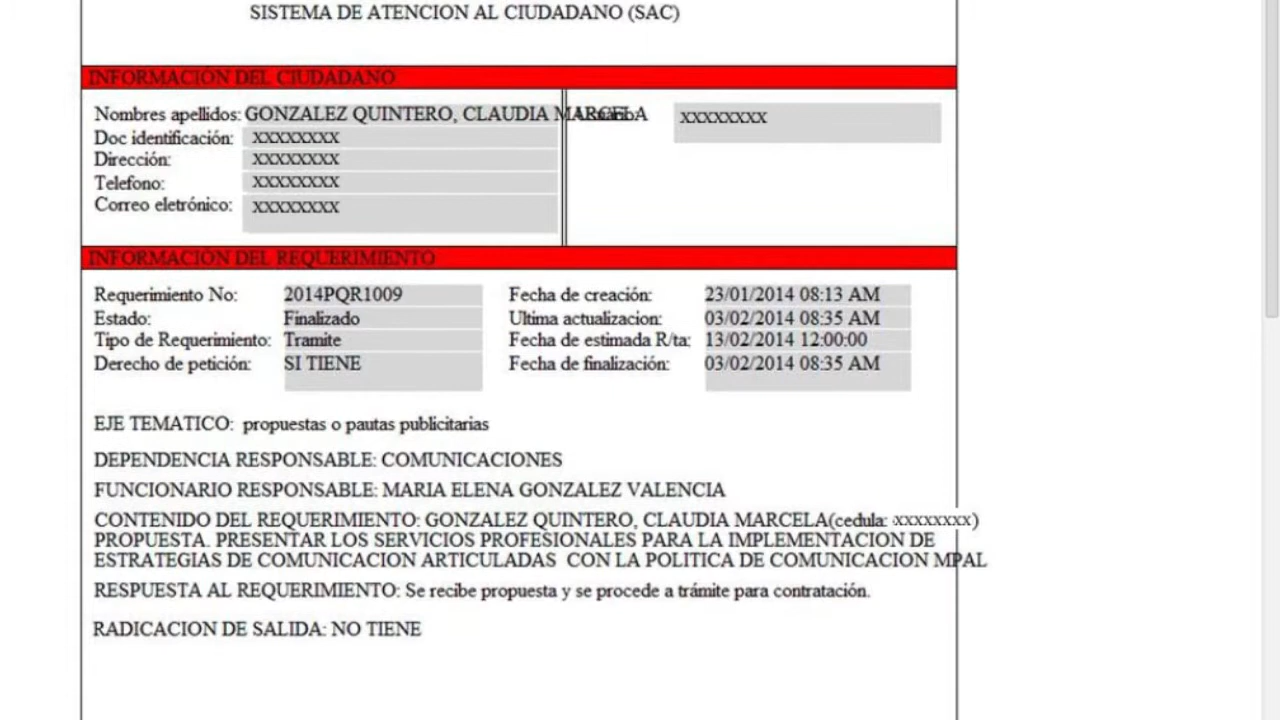 SISTEMA DE ATENCION AL CIUDADANO (SAC)
INFORMACIÓN DEL CIUDADANO
Nombres apellidos: GONZALEZ QUINTERO, CLAUDIA MARCELA XXXXXXXX
Doc identificación: XXXXXXXX
Dirección: XXXXXXXX
Telefono: XXXXXXXX
Correo eletrónico: XXXXXXXX
INFORMACIÓN DEL REQUERIMIENTO
Requerimiento No: 2014PQR1009 Fecha de creación: 23/01/2014 08:13 AM
Estado: Finalizado Ultima actualizacion: 03/02/2014 08:35 AM
Tipo de Requerimiento: Tramite Fecha de estimada R/ta: 13/02/2014 12:00:00
Derecho de petición: SI TIENE Fecha de finalización: 03/02/2014 08:35 AM
EJE TEMATICO: propuestas o pautas publicitarias
DEPENDENCIA RESPONSABLE: COMUNICACIONES
FUNCIONARIO RESPONSABLE: MARIA ELENA GONZALEZ VALENCIA
CONTENIDO DEL REQUERIMIENTO: GONZALEZ QUINTERO, CLAUDIA MARCELA(cedula: xxxxxxxx)
PROPUESTA. PRESENTAR LOS SERVICIOS PROFESIONALES PARA LA IMPLEMENTACION DE
ESTRATEGIAS DE COMUNICACION ARTICULADAS CON LA POLITICA DE COMUNICACION MPAL
RESPUESTA AL REQUERIMIENTO: Se recibe propuesta y se procede a trámite para contratación.
RADICACION DE SALIDA: NO TIENE